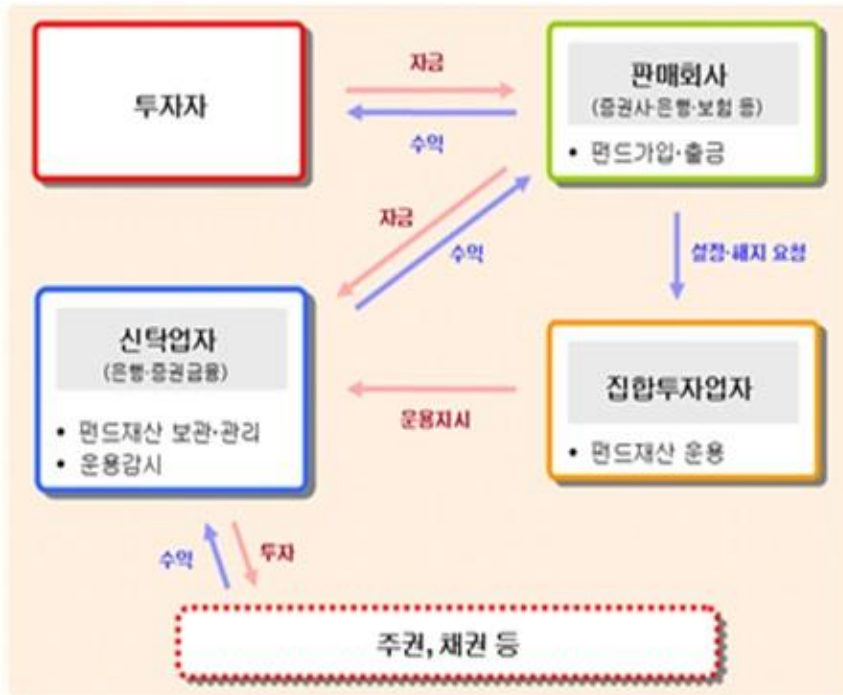 투자자
자금
수익
판매회사
(증권사·은행·보험 등)
• 펀드가입·출금
자금
수익
설정·해지 요청
신탁업자
(은행·증권금융)
• 펀드재산 보관·관리
• 운용감시
운용지시
집합투자업자
• 펀드재산 운용
수익
투자
주권, 채권 등